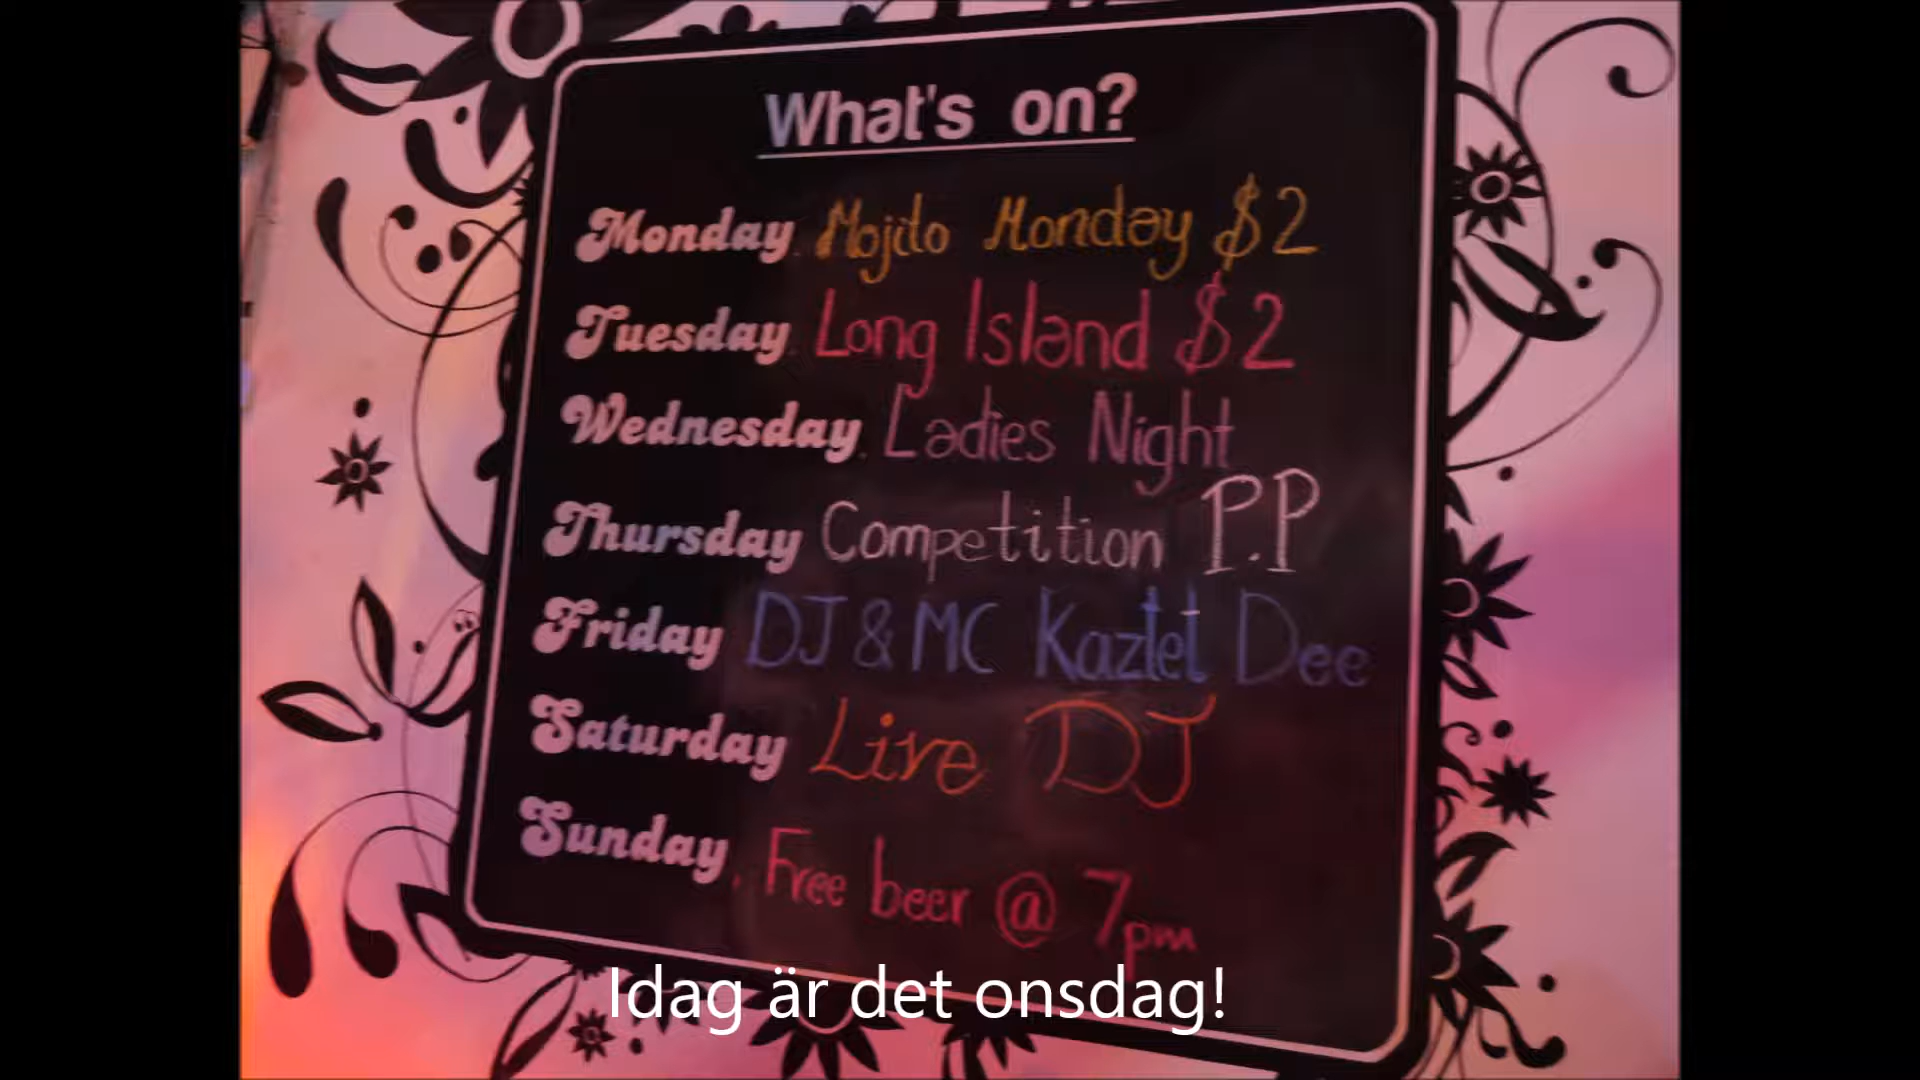 What's on?
Monday. Mojito Monday $2
Tuesday. Long Island $2
Wednesday. Ladies Night
Thursday Competition P.P
Friday DJ & MC Kaztet Dee
Saturday Live DJ
Sunday. Free beer @ 7pm
Idag är det onsdag!